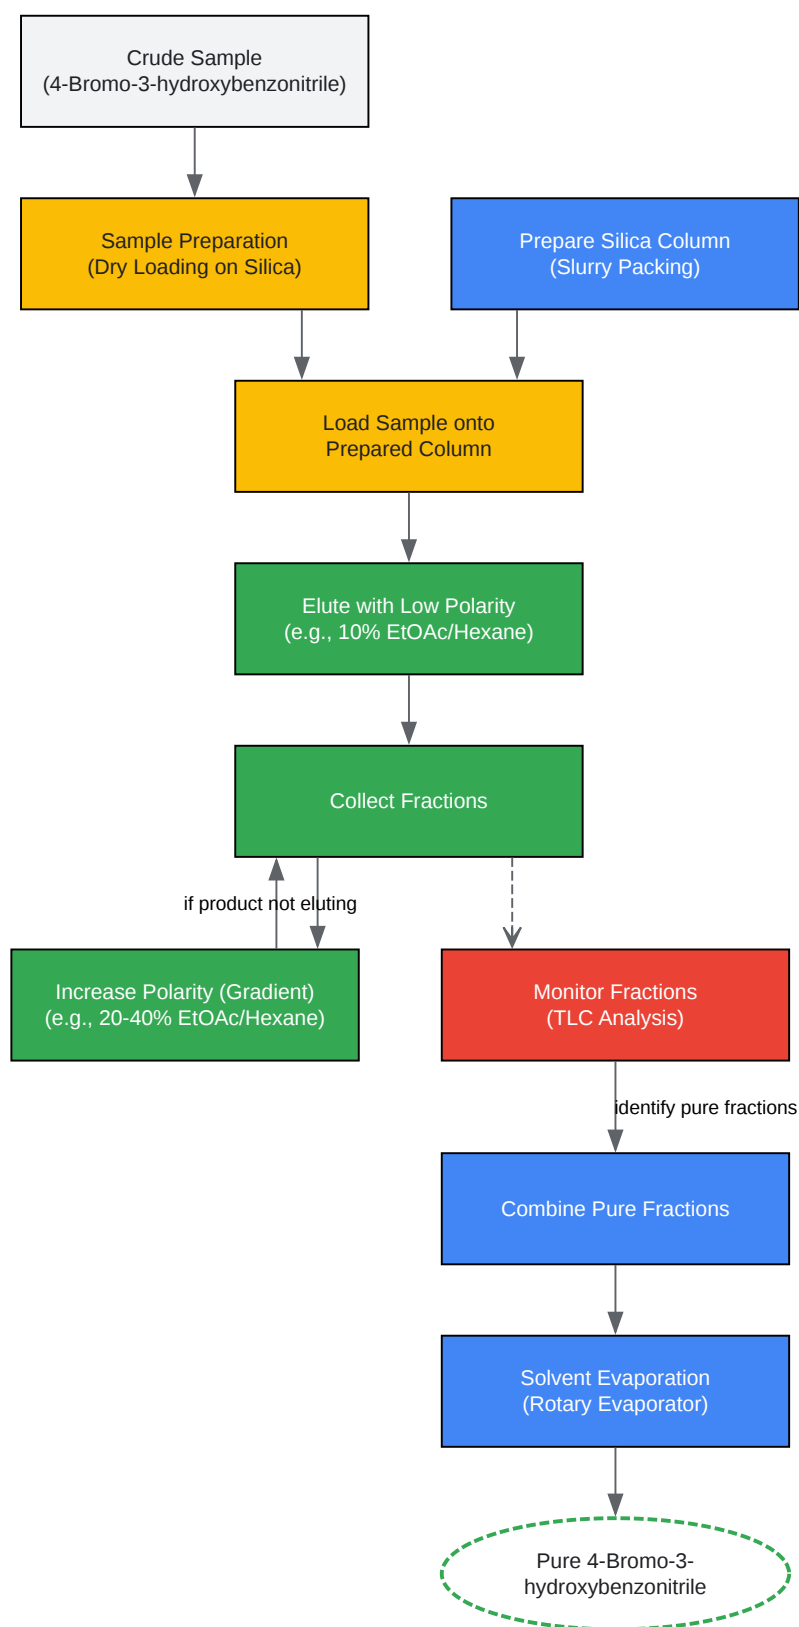 Crude Sample
(4-Bromo-3-hydroxybenzonitrile)
Sample Preparation
(Dry Loading on Silica)
Prepare Silica Column
(Slurry Packing)
Load Sample onto
Prepared Column
Elute with Low Polarity
(e.g., 10% EtOAc/Hexane)
Collect Fractions
if product not eluting
Increase Polarity (Gradient)
(e.g., 20-40% EtOAc/Hexane)
Monitor Fractions
(TLC Analysis)
identify pure fractions
Combine Pure Fractions
Solvent Evaporation
(Rotary Evaporator)
Pure 4-Bromo-3-
hydroxybenzonitrile